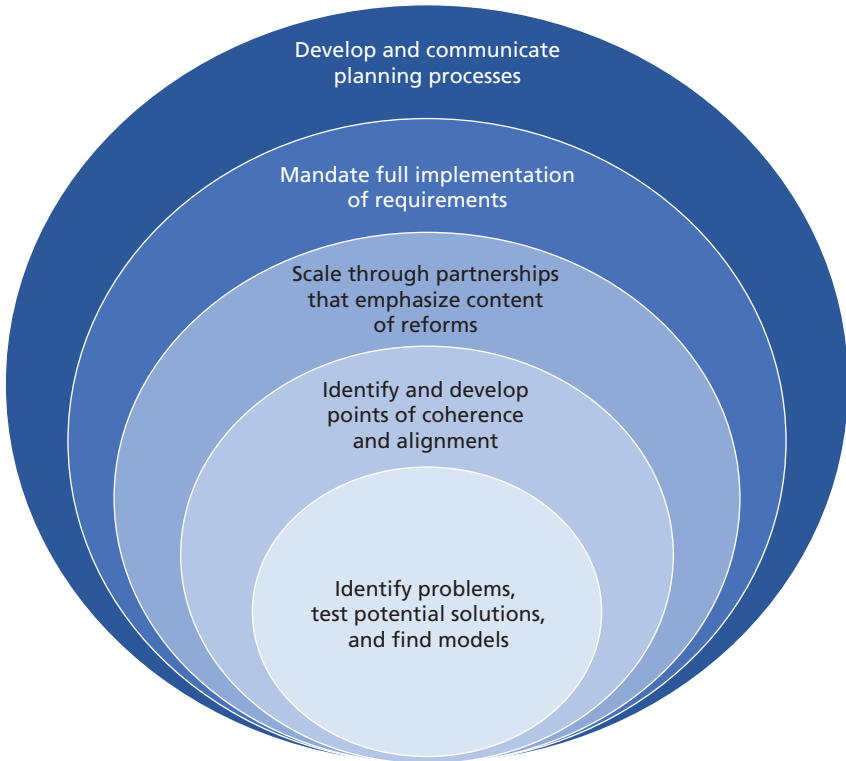 Develop and communicate
planning processes
Mandate full implementation
of requirements
Scale through partnerships
that emphasize content
of reforms
Identify and develop
points of coherence
and alignment
Identify problems,
test potential solutions,
and find models